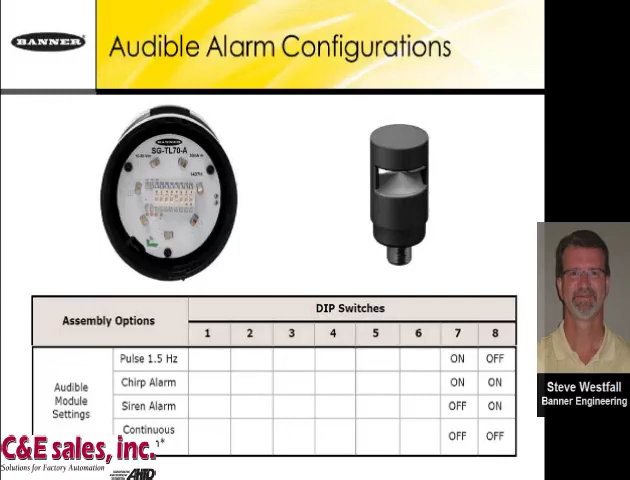 BANNER
Audible Alarm Configurations
BANNER
SG-TL70-A
Assembly Options
DIP Switches
1 2 3 4 5 6 7 8
Audible Module Settings
Pulse 1.5 Hz ON OFF
Chirp Alarm ON ON
Siren Alarm OFF ON
Continuous
OFF OFF
C&E sales, inc.
Solutions for Factory Automation
Steve Westfall
Banner Engineering